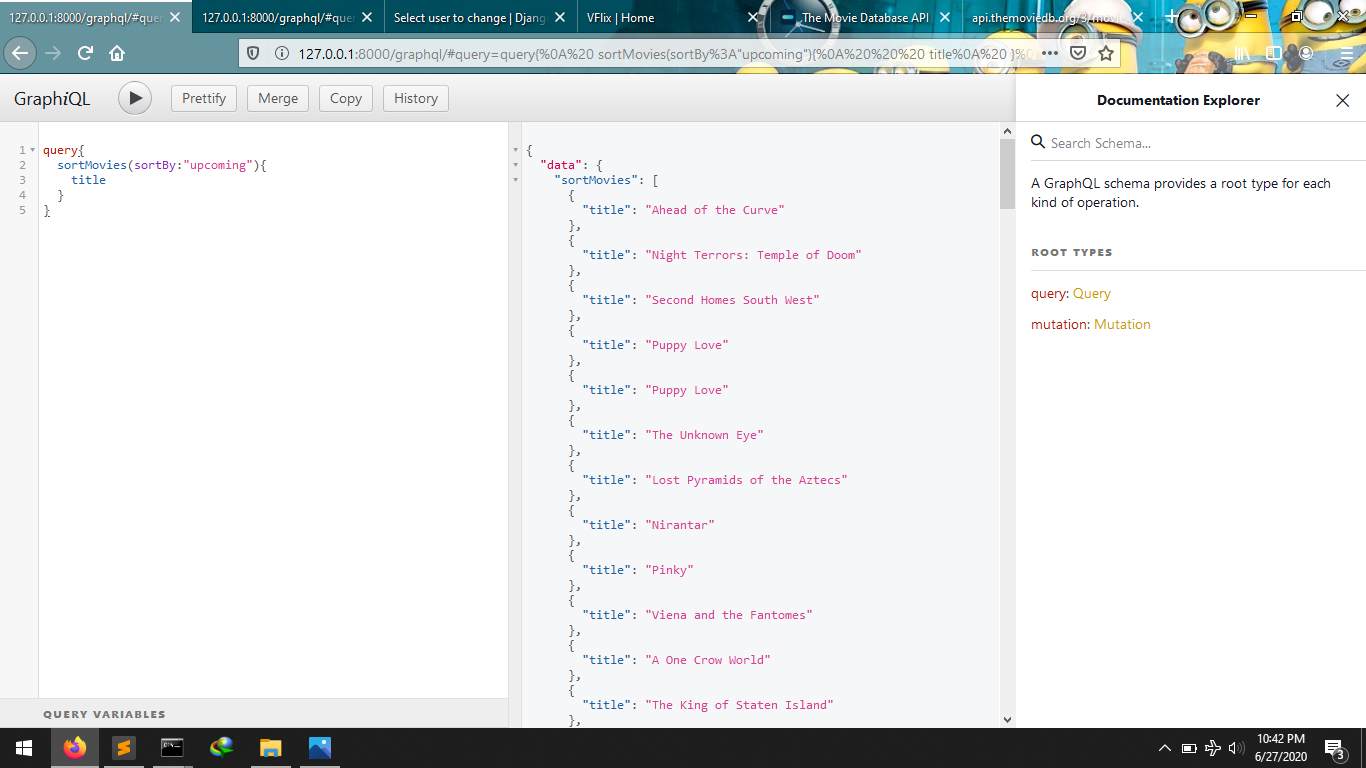 127.0.0.1:8000/graphql/#quer
127.0.0.1:8000/graphql/#quer
Select user to change | Djang
VFlix | Home
The Movie Database API
api.themoviedb.org/3/movie
127.0.0.1:8000/graphql/#query=query{%0A%20 sortMovies(sortBy%3A"upcoming"){%0A%20%20%20 title%0A%20 }%0
GraphiQL
Prettify
Merge
Copy
History
Documentation Explorer
1 query{
2 sortMovies(sortBy:"upcoming"){
3 title
4 }
5 }
QUERY VARIABLES
{
"data": {
"sortMovies": [
{
"title": "Ahead of the Curve"
},
{
"title": "Night Terrors: Temple of Doom"
},
{
"title": "Second Homes South West"
},
{
"title": "Puppy Love"
},
{
"title": "Puppy Love"
},
{
"title": "The Unknown Eye"
},
{
"title": "Lost Pyramids of the Aztecs"
},
{
"title": "Nirantar"
},
{
"title": "Pinky"
},
{
"title": "Viena and the Fantomes"
},
{
"title": "A One Crow World"
},
{
"title": "The King of Staten Island"
},
Search Schema...
A GraphQL schema provides a root type for each
kind of operation.
ROOT TYPES
query: Query
mutation: Mutation
10:42 PM
6/27/2020
3